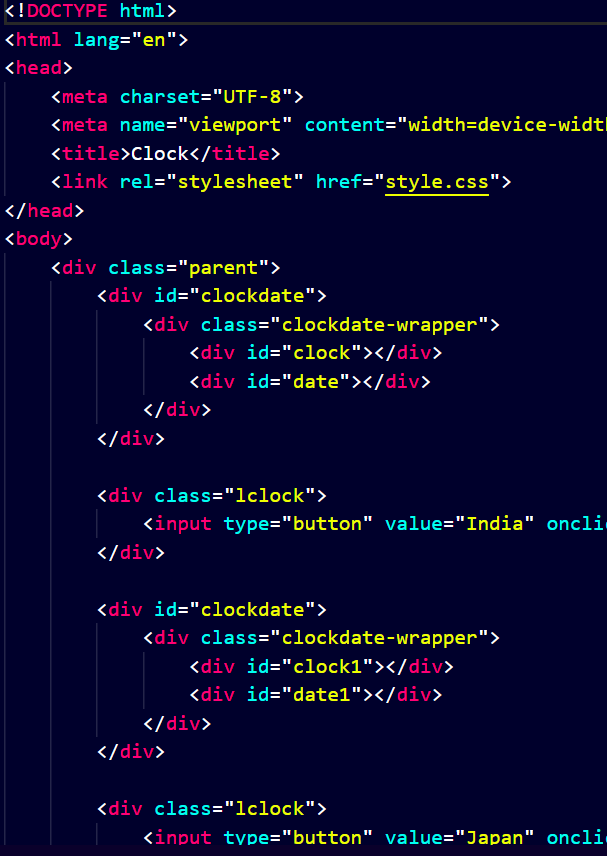 <!DOCTYPE html>
<html lang="en">
<head>
    <meta charset="UTF-8">
    <meta name="viewport" content="width=device-width
    <title>Clock</title>
    <link rel="stylesheet" href="style.css">
</head>
<body>
    <div class="parent">
        <div id="clockdate">
            <div class="clockdate-wrapper">
                <div id="clock"></div>
                <div id="date"></div>
            </div>
        </div>

        <div class="lclock">
            <input type="button" value="India" oncli
        </div>

        <div id="clockdate">
            <div class="clockdate-wrapper">
                <div id="clock1"></div>
                <div id="date1"></div>
            </div>
        </div>

        <div class="lclock">
            <input type="button" value="Japan" oncli